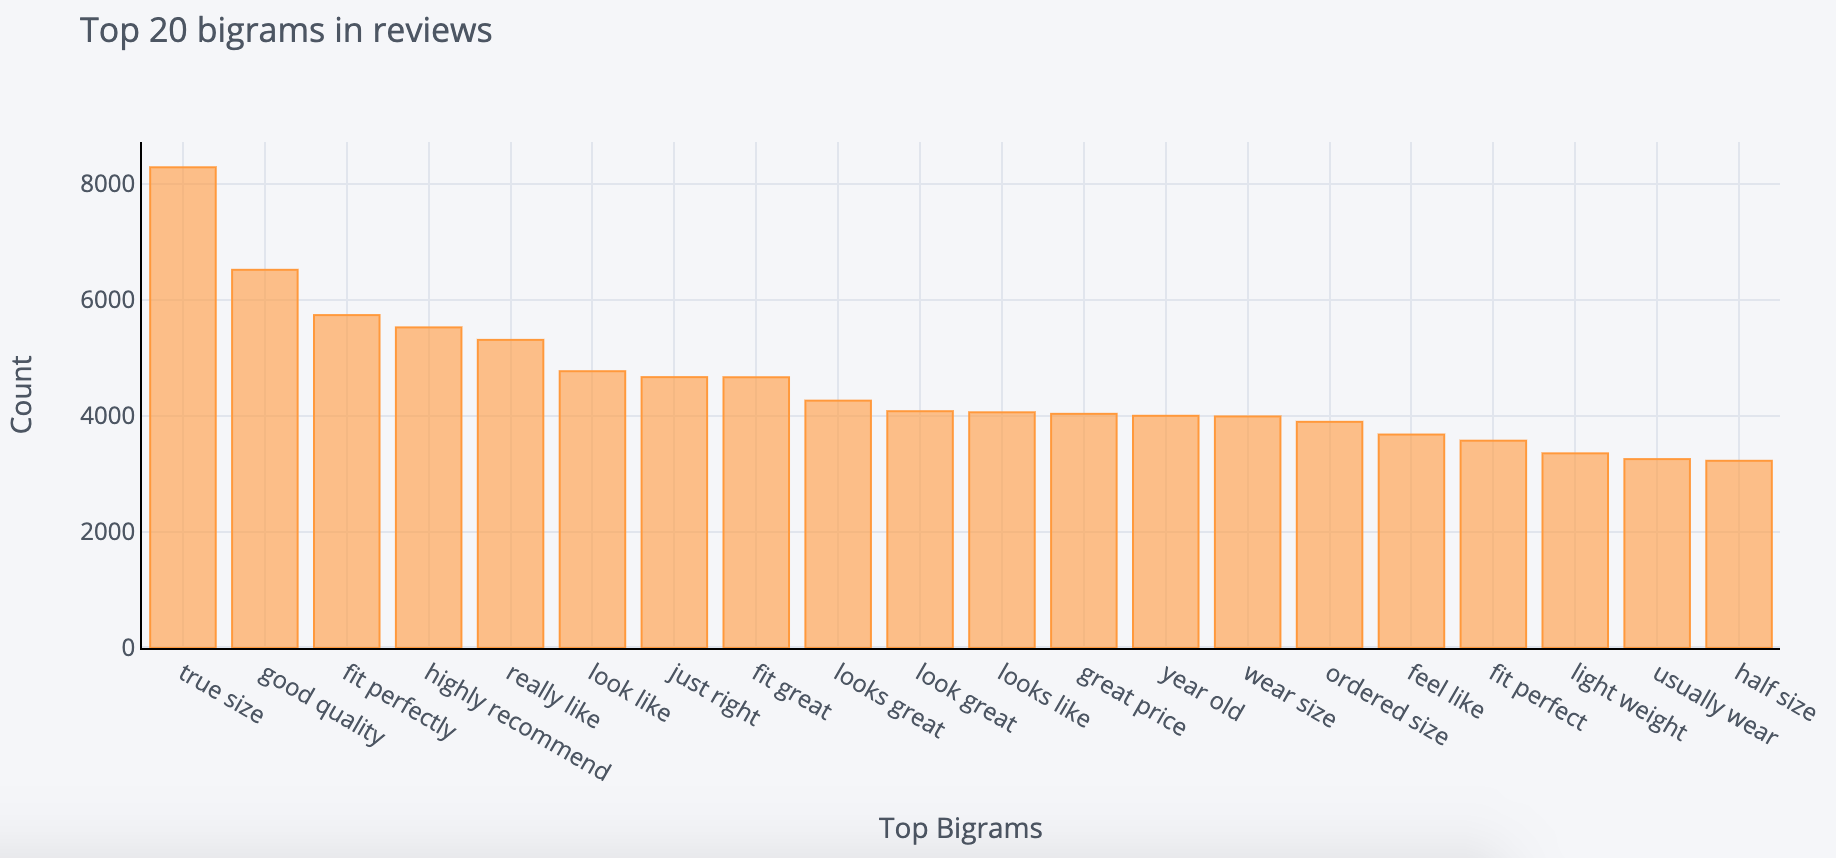 Top 20 bigrams in reviews
Count
8000
6000
4000
2000
0
true size
good quality
fit perfectly
highly recommend
really like
look like
just right
fit great
looks great
look great
looks like
great price
year old
wear size
ordered size
feel like
fit perfect
light weight
usually wear
half size
Top Bigrams